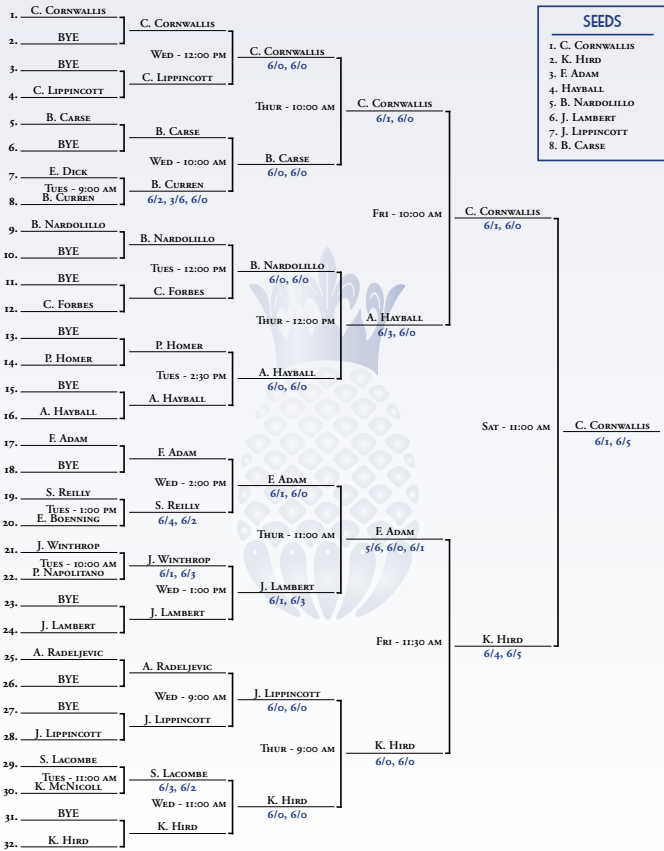 SEEDS
1. C. Cornwallis
2. K. Hird
3. F. Adam
4. Hayball
5. B. Nardolillo
6. J. Lambert
7. J. Lippincott
8. B. Carse
1. C. Cornwallis
2. BYE
3. BYE
4. C. Lippincott
5. B. Carse
6. BYE
7. E. Dick
Tues - 9:00 am
8. B. Curren
9. B. Nardolillo
10. BYE
11. BYE
12. C. Forbes
13. BYE
14. P. Homer
15. BYE
16. A. Hayball
17. F. Adam
18. BYE
19. S. Reilly
Tues - 1:00 pm
20. E. Boenning
21. J. Winthrop
Tues - 10:00 am
22. P. Napolitano
23. BYE
24. J. Lambert
25. A. Radeljevic
26. BYE
27. BYE
28. J. Lippincott
29. S. Lacombe
Tues - 11:00 am
30. K. McNicoll
31. BYE
32. K. Hird
C. Cornwallis
Wed - 12:00 pm
C. Lippincott
B. Carse
Wed - 10:00 am
B. Curren
6/2, 3/6, 6/0
B. Nardolillo
Tues - 12:00 pm
C. Forbes
P. Homer
Tues - 2:30 pm
A. Hayball
F. Adam
Wed - 2:00 pm
S. Reilly
6/4, 6/2
J. Winthrop
6/1, 6/3
Wed - 1:00 pm
J. Lambert
A. Radeljevic
Wed - 9:00 am
J. Lippincott
S. Lacombe
6/3, 6/2
Wed - 11:00 am
K. Hird
C. Cornwallis
6/0, 6/0
Thur - 10:00 am
B. Carse
6/0, 6/0
B. Nardolillo
6/0, 6/0
Thur - 12:00 pm
A. Hayball
6/0, 6/0
F. Adam
6/1, 6/0
Thur - 11:00 am
J. Lambert
6/1, 6/3
J. Lippincott
6/0, 6/0
Thur - 9:00 am
K. Hird
6/0, 6/0
C. Cornwallis
6/1, 6/0
Fri - 10:00 am
A. Hayball
6/3, 6/0
F. Adam
5/6, 6/0, 6/1
Fri - 11:30 am
K. Hird
6/0, 6/0
C. Cornwallis
6/1, 6/0
Sat - 11:00 am
K. Hird
6/4, 6/5
C. Cornwallis
6/1, 6/5